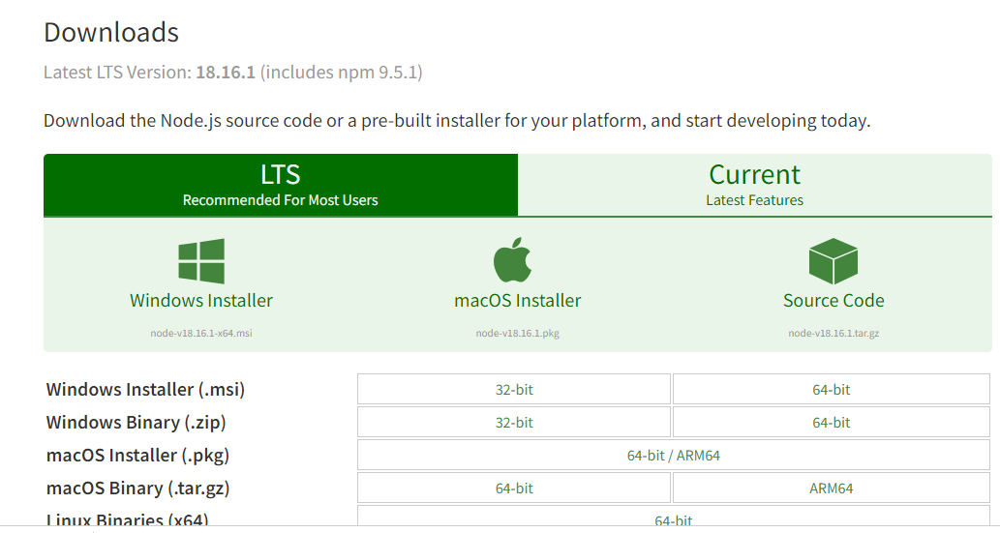 Downloads
Latest LTS Version: 18.16.1 (includes npm 9.5.1)
Download the Node.js source code or a pre-built installer for your platform, and start developing today.
LTS
Recommended For Most Users
Current
Latest Features
Windows Installer
node-v18.16.1-x64.msi
macOS Installer
node-v18.16.1.pkg
Source Code
node-v18.16.1.tar.gz
Windows Installer (.msi) 32-bit 64-bit
Windows Binary (.zip) 32-bit 64-bit
macOS Installer (.pkg) 64-bit / ARM64
macOS Binary (.tar.gz) 64-bit ARM64
Linux Binaries (x64) 64-bit